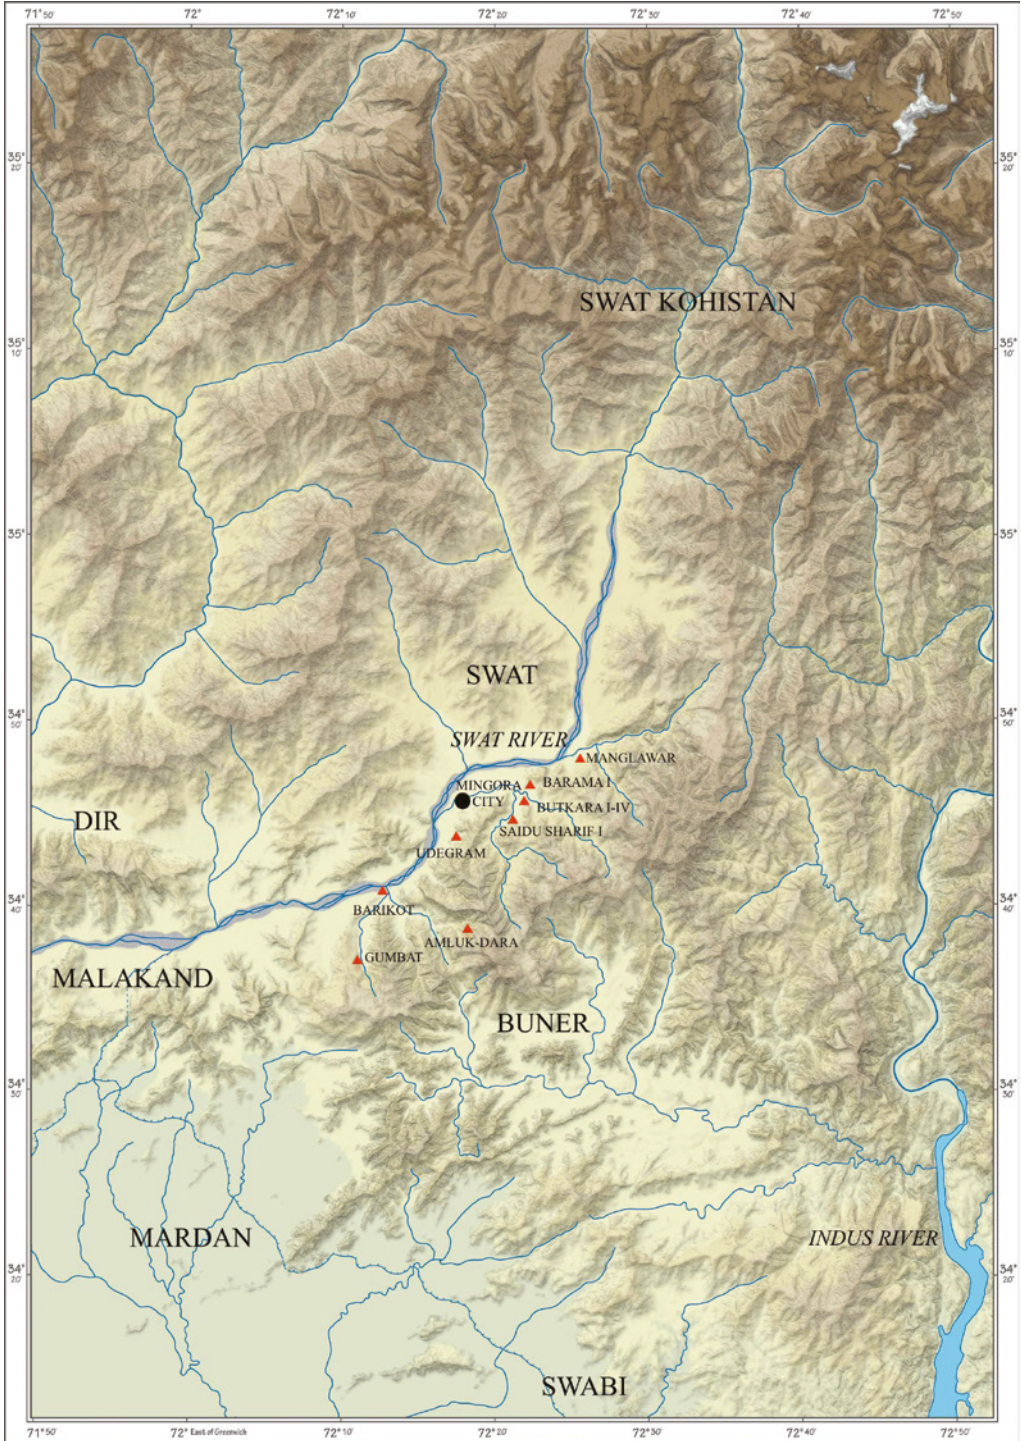 71° 50' 72° 72° 10' 72° 20' 72° 30' 72° 40' 72° 50'
35° 20' 35° 20'
SWAT KOHISTAN
35° 10' 35° 10'
35° 35°
SWAT
34° 50' 34° 50'
SWAT RIVER
MANGLAWAR
MINGORA
CITY
BARAMA I
BUTKARA I-IV
DIR
SAIDU SHARIF I
UDEGRAM
34° 40' 34° 40'
BARIKOT
AMLUK-DARA
GUMBAT
MALAKAND
BUNER
34° 30' 34° 30'
MARDAN
INDUS RIVER
34° 20' 34° 20'
SWABI
71° 50' 72° East of Greenwich 72° 10' 72° 20' 72° 30' 72° 40' 72° 50'